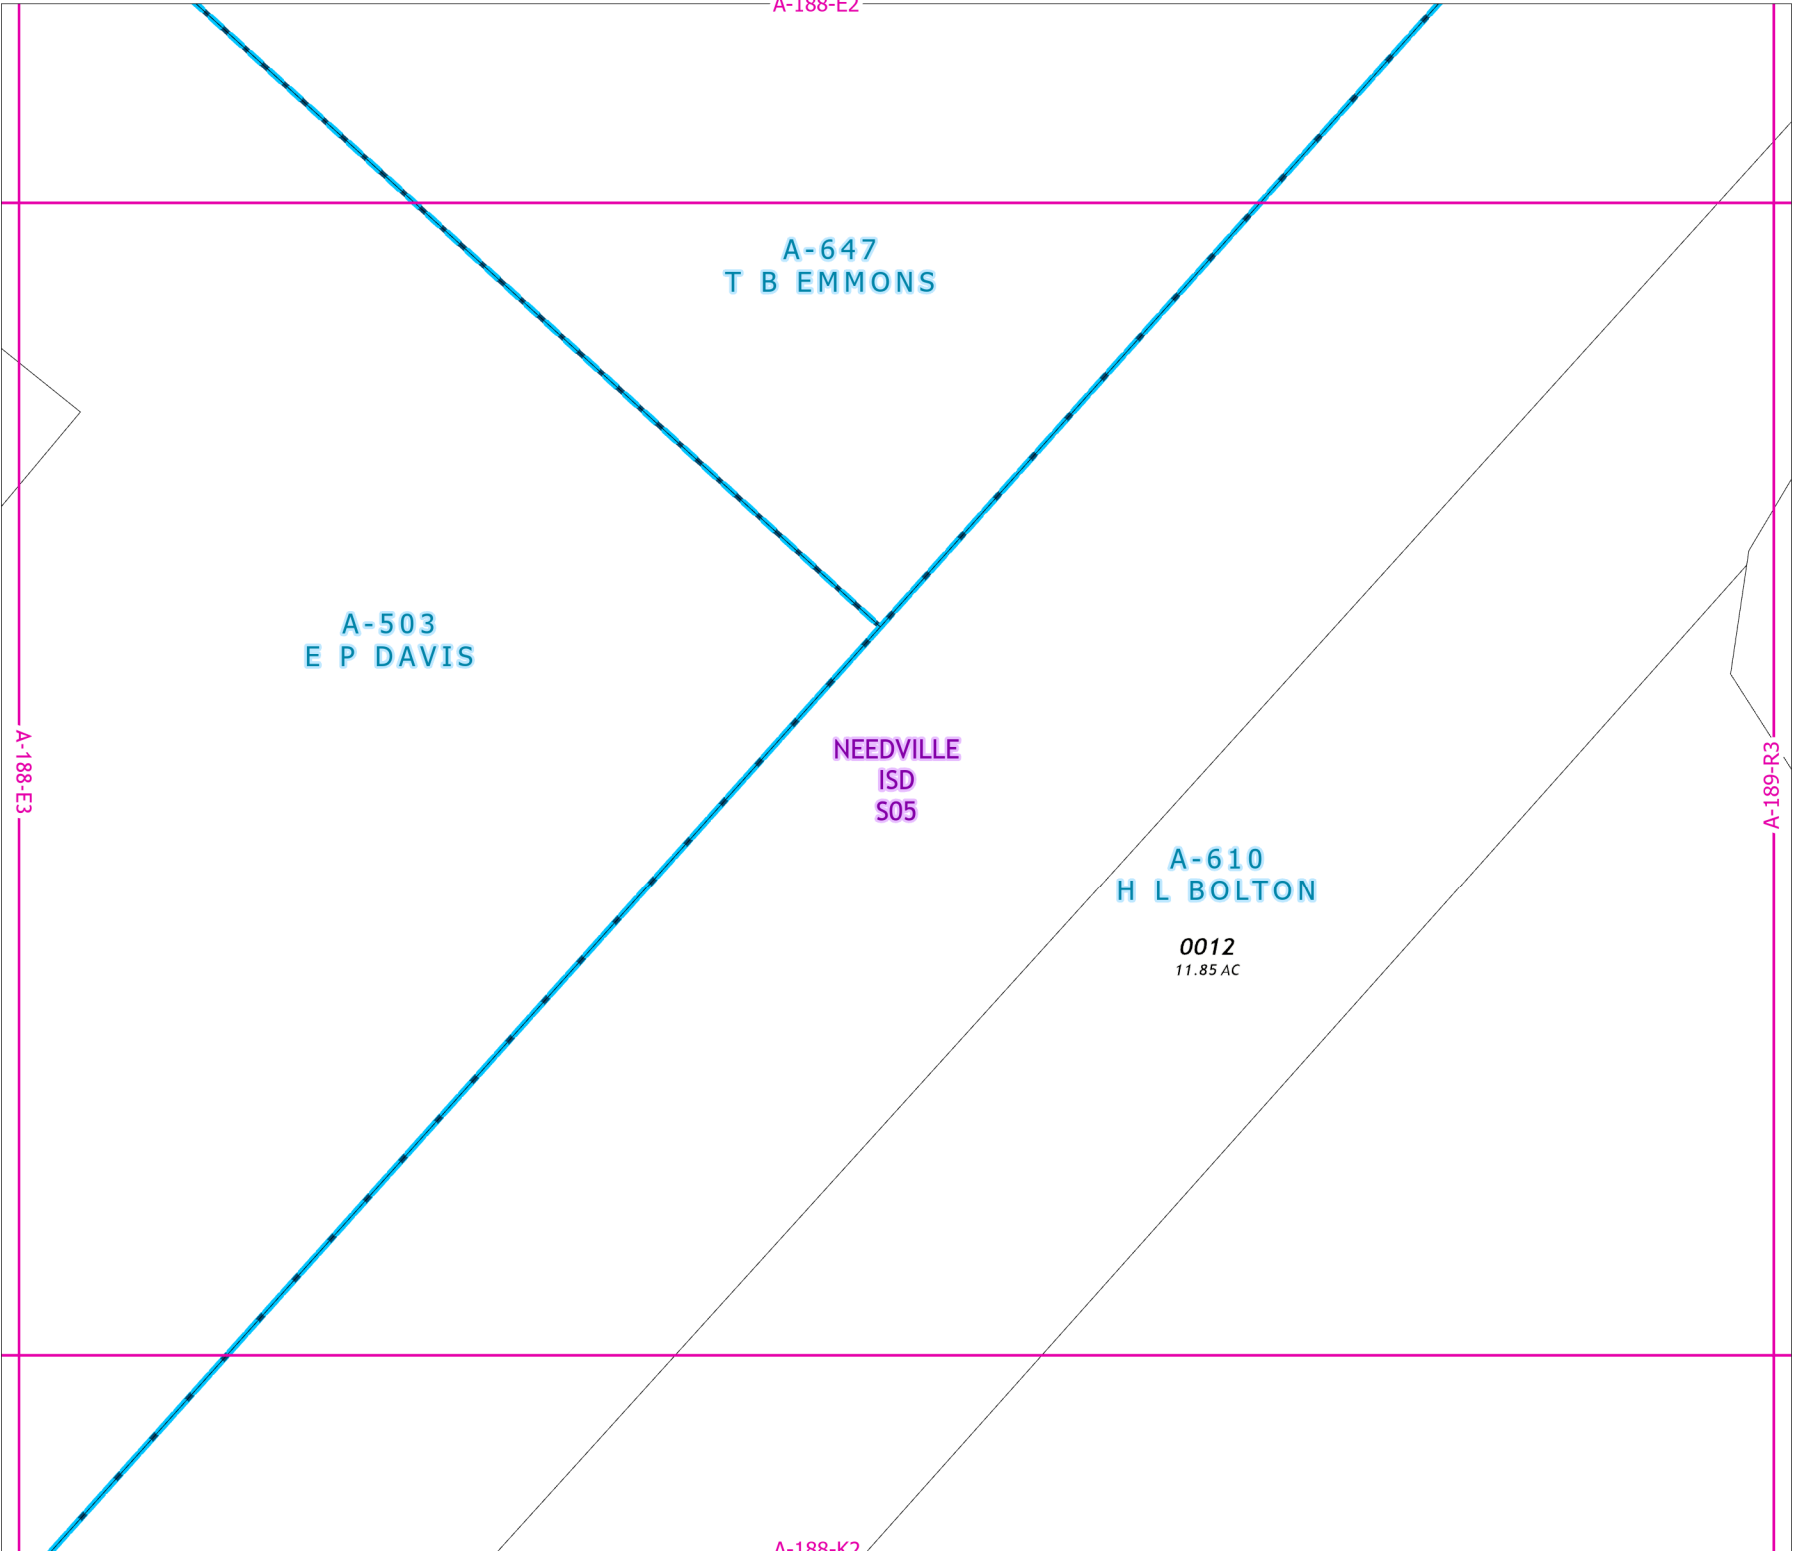 A-188-E2
A-647
T B EMMONS
A-503
E P DAVIS
A-188-E3
NEEDVILLE
ISD
S05
A-189-R3
A-610
H L BOLTON
0012
11.85 AC
A-188-K2